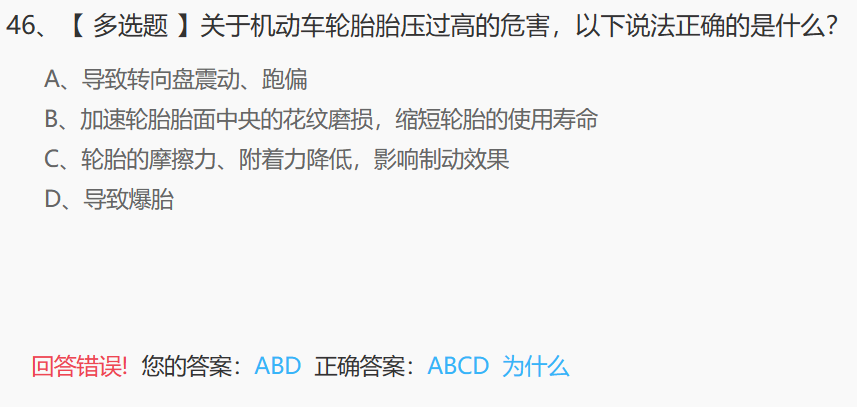 46、【 多选题 】关于机动车轮胎胎压过高的危害，以下说法正确的是什么？
A、导致转向盘震动、跑偏
B、加速轮胎胎面中央的花纹磨损，缩短轮胎的使用寿命
C、轮胎的摩擦力、附着力降低，影响制动效果
D、导致爆胎
回答错误! 您的答案：ABD 正确答案：ABCD 为什么